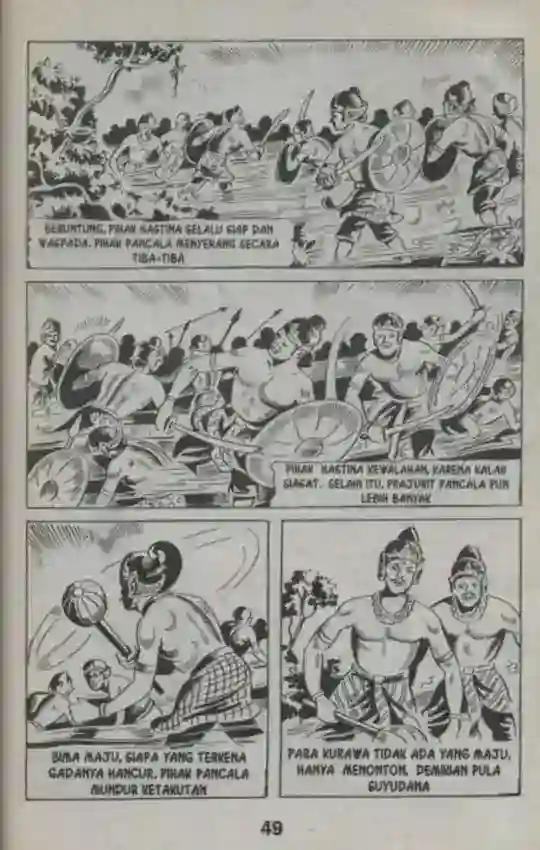 BERUNTUNG, PIHAK HASTINA SELALU SIAP DAN
WASPADA. PIHAK PANCALA MENYERANG SECARA
TIBA-TIBA
PIHAK HASTINA KEWALAHAN, KARENA KALAH
SIASAT. SELAIN ITU, PRAJURIT PANCALA PUN
LEBIH BANYAK
BIMA MAJU, SIAPA YANG TERKENA
GADANYA HANCUR. PIHAK PANCALA
MUNDUR KETAKUTAN
PARA KURAWA TIDAK ADA YANG MAJU,
HANYA MENONTON, DEMIKIAN PULA
SUYUDANA
49